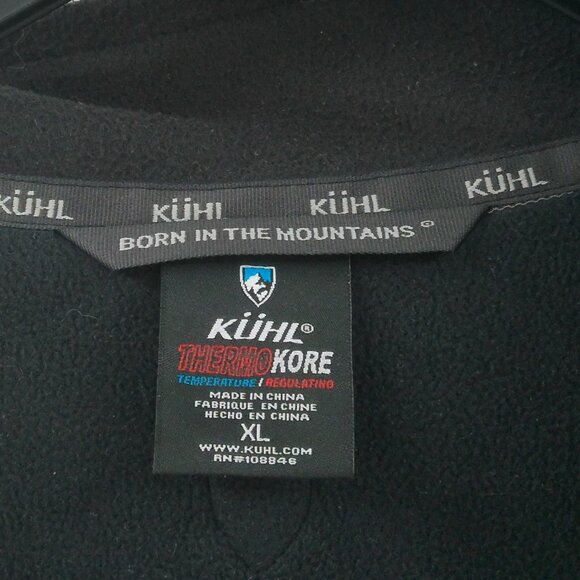 KÜHL KÜHL KÜHL KÜHL
BORN IN THE MOUNTAINS®
KÜHL®
THERMOKORE
TEMPERATURE / REGULATING
MADE IN CHINA
FABRIQUE EN CHINE
HECHO EN CHINA
XL
WWW.KUHL.COM
RN#108846